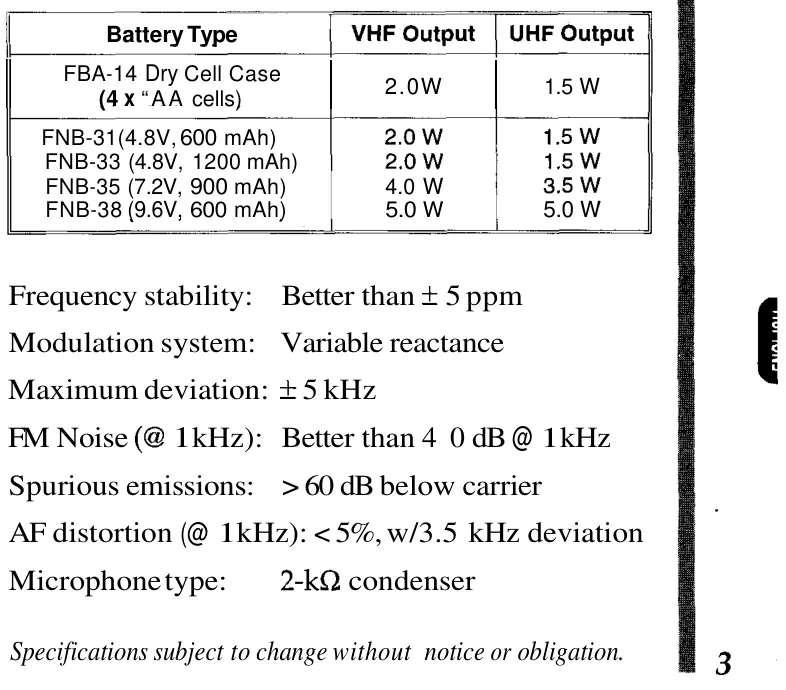 Battery Type VHF Output UHF Output
FBA-14 Dry Cell Case
(4 x “AA cells) 2.0W 1.5 W
FNB-31(4.8V, 600 mAh) 2.0 W 1.5 W
FNB-33 (4.8V, 1200 mAh) 2.0 W 1.5 W
FNB-35 (7.2V, 900 mAh) 4.0 W 3.5 W
FNB-38 (9.6V, 600 mAh) 5.0 W 5.0 W
Frequency stability: Better than ± 5 ppm
Modulation system: Variable reactance
Maximum deviation: ± 5 kHz
FM Noise (@ 1kHz): Better than 4 0 dB @ 1kHz
Spurious emissions: > 60 dB below carrier
AF distortion (@ 1kHz): < 5%, w/3.5 kHz deviation
Microphone type: 2-kΩ condenser
Specifications subject to change without notice or obligation.
3